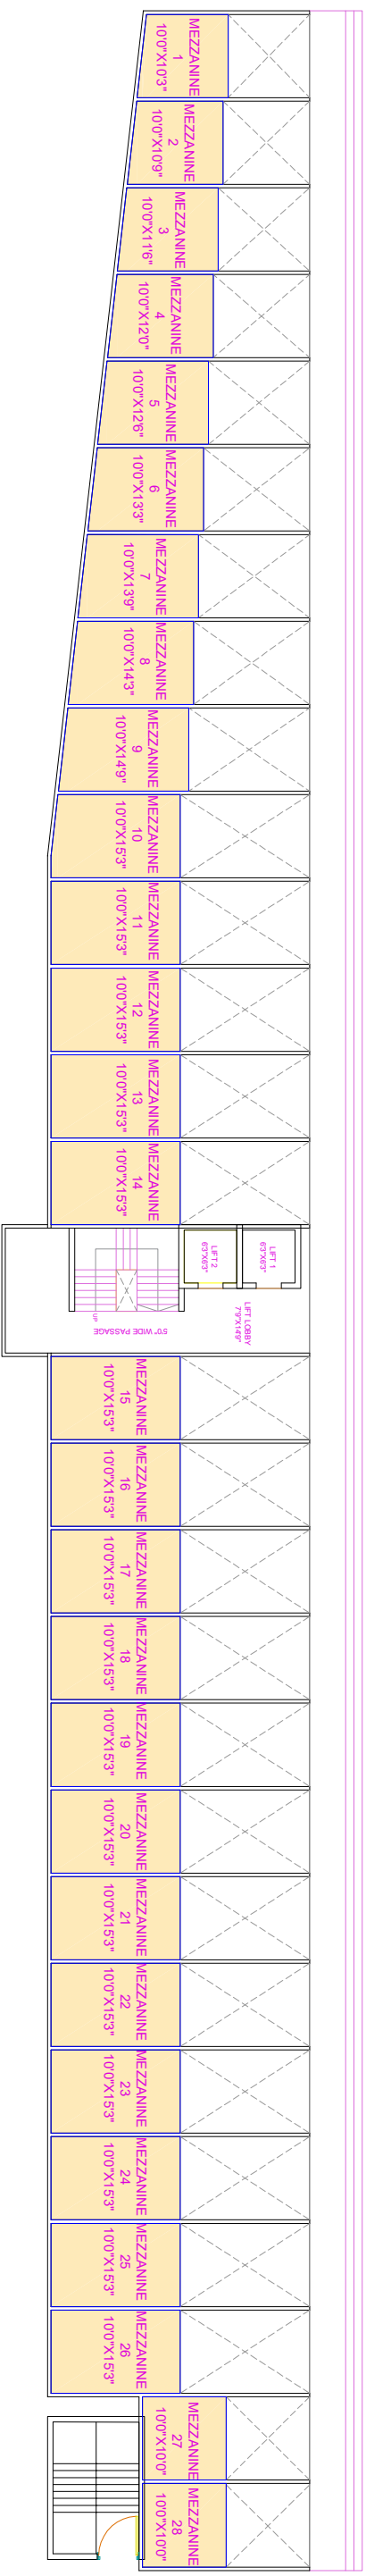 MEZZANINE
1
10'0"X10'3"
MEZZANINE
2
10'0"X10'9"
MEZZANINE
3
10'0"X11'6"
MEZZANINE
4
10'0"X12'0"
MEZZANINE
5
10'0"X12'6"
MEZZANINE
6
10'0"X13'3"
MEZZANINE
7
10'0"X13'9"
MEZZANINE
8
10'0"X14'3"
MEZZANINE
9
10'0"X14'9"
MEZZANINE
10
10'0"X15'3"
MEZZANINE
11
10'0"X15'3"
MEZZANINE
12
10'0"X15'3"
MEZZANINE
13
10'0"X15'3"
MEZZANINE
14
10'0"X15'3"
LIFT 1
6'3"X6'3"
LIFT 2
6'3"X6'3"
LIFT LOBBY
7'9"X14'9"
UP
5'0" WIDE PASSAGE
MEZZANINE
15
10'0"X15'3"
MEZZANINE
16
10'0"X15'3"
MEZZANINE
17
10'0"X15'3"
MEZZANINE
18
10'0"X15'3"
MEZZANINE
19
10'0"X15'3"
MEZZANINE
20
10'0"X15'3"
MEZZANINE
21
10'0"X15'3"
MEZZANINE
22
10'0"X15'3"
MEZZANINE
23
10'0"X15'3"
MEZZANINE
24
10'0"X15'3"
MEZZANINE
25
10'0"X15'3"
MEZZANINE
26
10'0"X15'3"
MEZZANINE
27
10'0"X10'0"
MEZZANINE
28
10'0"X10'0"